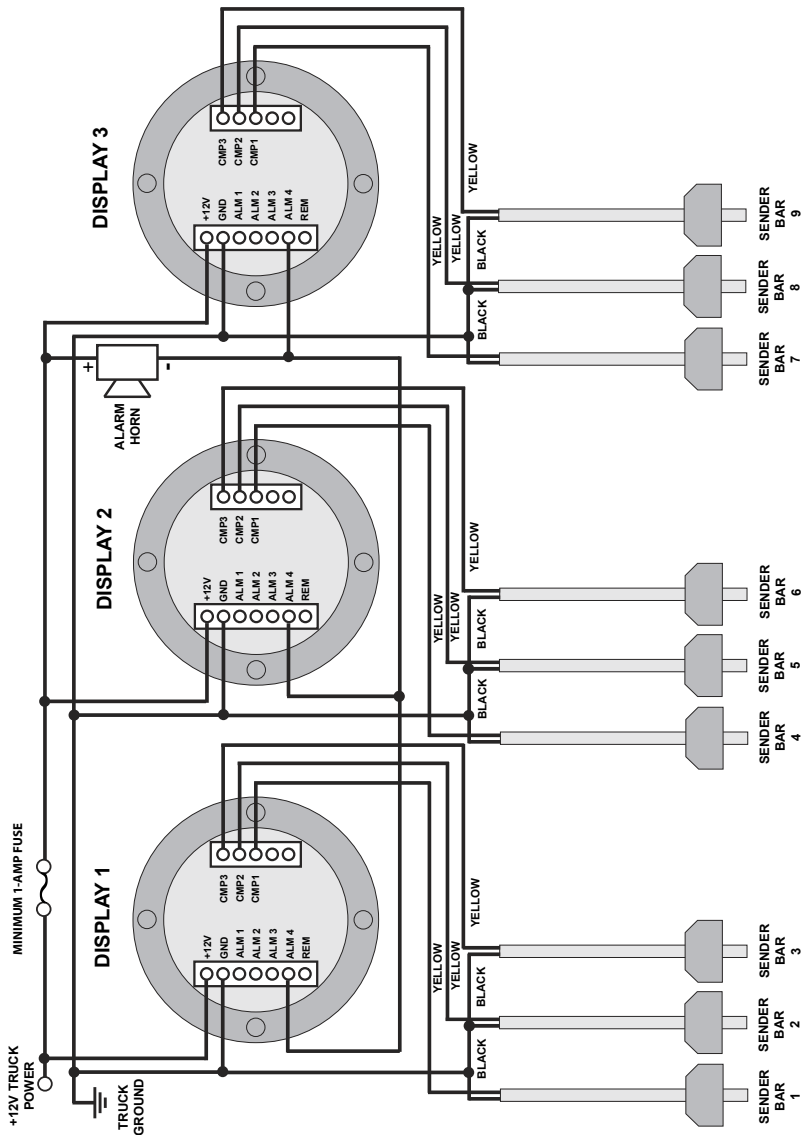 +12V TRUCK
POWER
MINIMUM 1-AMP FUSE
TRUCK
GROUND
DISPLAY 1
+12V
GND
ALM 1
ALM 2
ALM 3
ALM 4
REM
CMP3
CMP2
CMP1
YELLOW
YELLOW
YELLOW
BLACK
BLACK
SENDER
BAR
1
SENDER
BAR
2
SENDER
BAR
3
DISPLAY 2
+12V
GND
ALM 1
ALM 2
ALM 3
ALM 4
REM
CMP3
CMP2
CMP1
YELLOW
YELLOW
YELLOW
BLACK
BLACK
SENDER
BAR
4
SENDER
BAR
5
SENDER
BAR
6
ALARM
HORN
+
-
DISPLAY 3
+12V
GND
ALM 1
ALM 2
ALM 3
ALM 4
REM
CMP3
CMP2
CMP1
YELLOW
YELLOW
YELLOW
BLACK
BLACK
SENDER
BAR
7
SENDER
BAR
8
SENDER
BAR
9